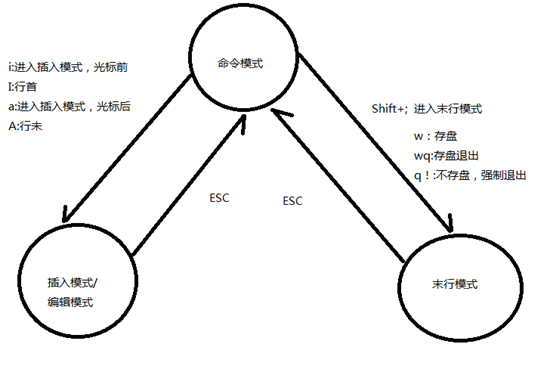 命令模式
i:进入插入模式，光标前
I:行首
a:进入插入模式，光标后
A:行未
Shift+; 进入末行模式
w：存盘
wq:存盘退出
q！:不存盘，强制退出
ESC
ESC
插入模式/
编辑模式
末行模式